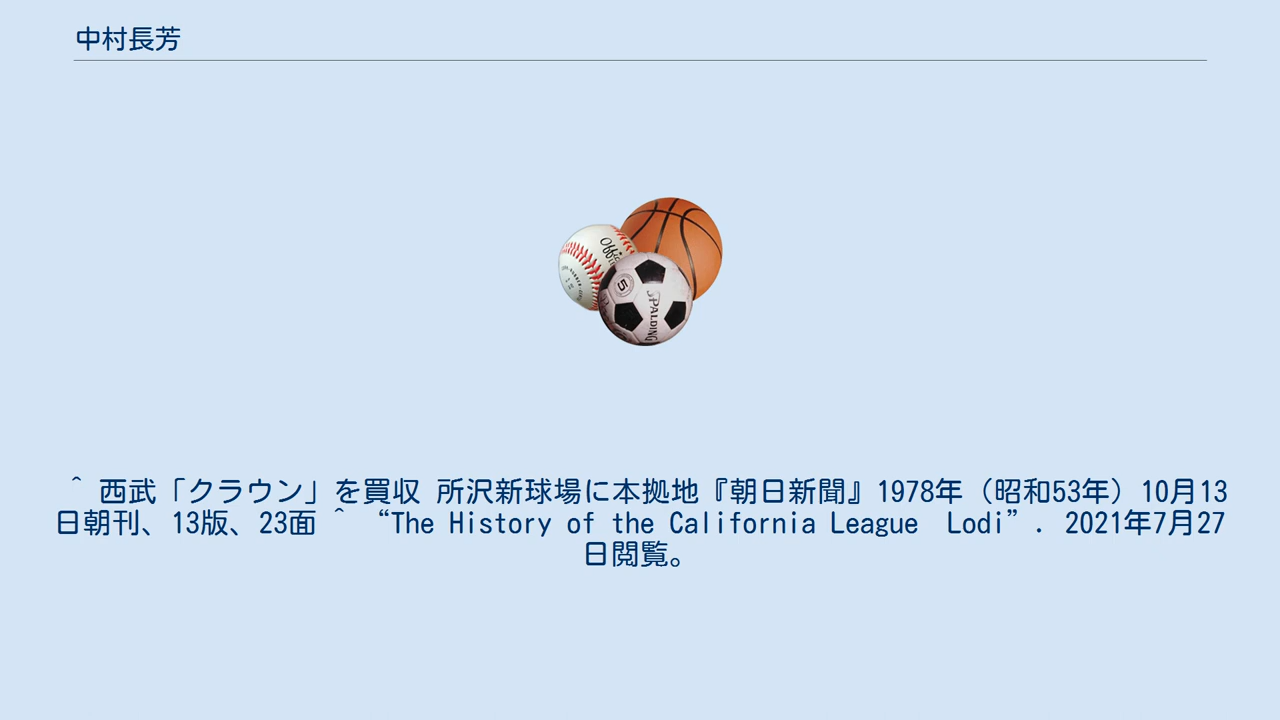 中村長芳
Offici
5
SPALDING
^ 西武「クラウン」を買収 所沢新球場に本拠地『朝日新聞』1978年（昭和53年）10月13
日朝刊、13版、23面 ^ “The History of the California League　Lodi”. 2021年7月27
日閲覧。